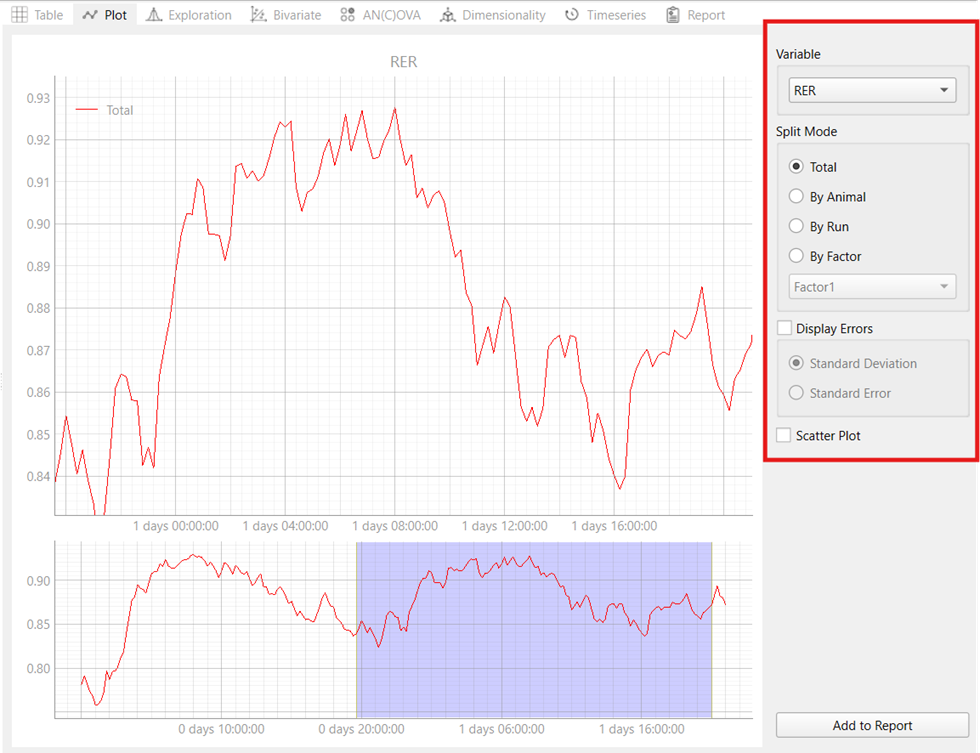 Table Plot Exploration Bivariate AN(C)OVA Dimensionality Timeseries Report
RER
Total
0.93
0.92
0.91
0.90
0.89
0.88
0.87
0.86
0.85
0.84
1 days 00:00:00 1 days 04:00:00 1 days 08:00:00 1 days 12:00:00 1 days 16:00:00
0.90
0.85
0.80
0 days 10:00:00 0 days 20:00:00 1 days 06:00:00 1 days 16:00:00
Variable
RER
Split Mode
Total
By Animal
By Run
By Factor
Factor1
Display Errors
Standard Deviation
Standard Error
Scatter Plot
Add to Report